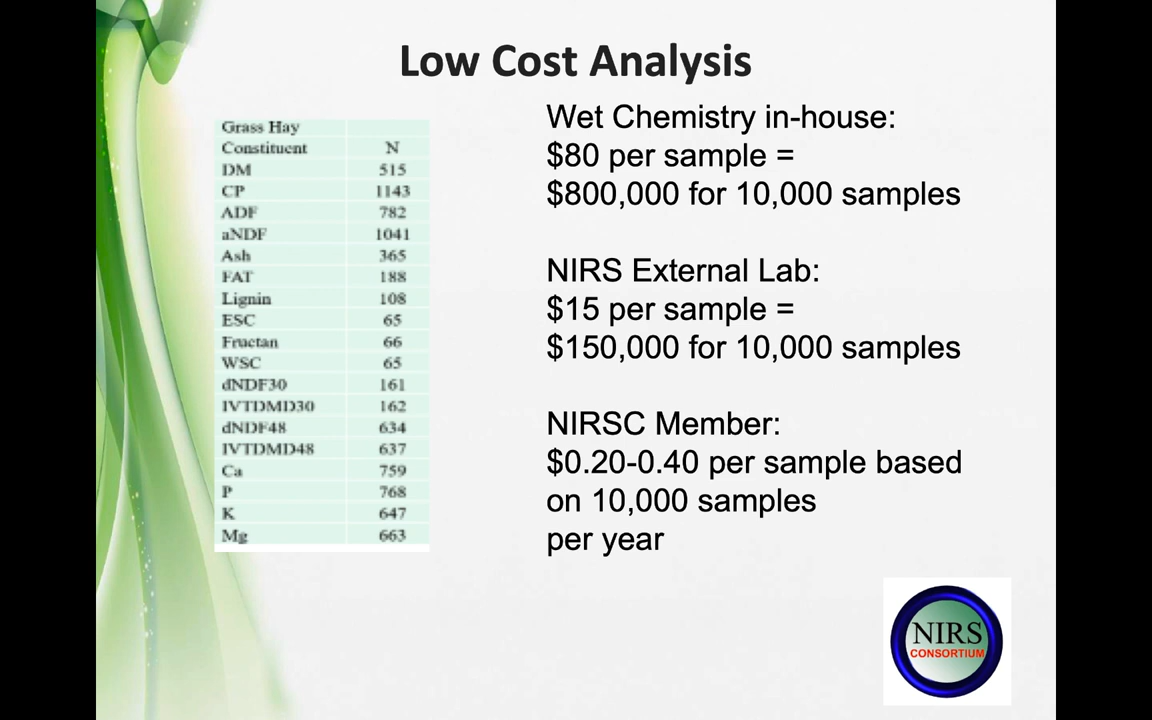 Low Cost Analysis
Grass Hay
Constituent N
DM 515
CP 1143
ADF 782
aNDF 1041
Ash 365
FAT 188
Lignin 108
ESC 65
Fructan 66
WSC 65
dNDF30 161
IVTDMD30 162
dNDF48 634
IVTDMD48 637
Ca 759
P 768
K 647
Mg 663
Wet Chemistry in-house:
$80 per sample =
$800,000 for 10,000 samples
NIRS External Lab:
$15 per sample =
$150,000 for 10,000 samples
NIRSC Member:
$0.20-0.40 per sample based
on 10,000 samples
per year
NIRS
CONSORTIUM